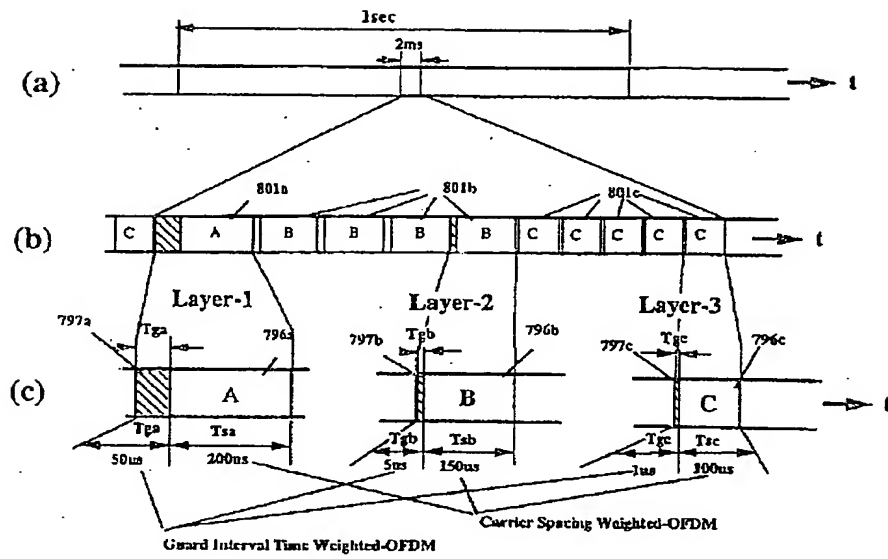 1sec
2ms
(a)
t
801a
801b
801c
(b)
C
A
B
B
B
B
C
C
C
C
C
t
Layer-1
Layer-2
Layer-3
797a
Tga
796a
797b
Tgb
796b
797c
Tgc
796c
(c)
A
B
C
t
Tga
Tsa
Tgb
Tsb
Tgc
Tsc
50us
200us
5us
150us
1us
100us
Carrier Spacing Weighted-OFDM
Guard Interval Time Weighted-OFDM